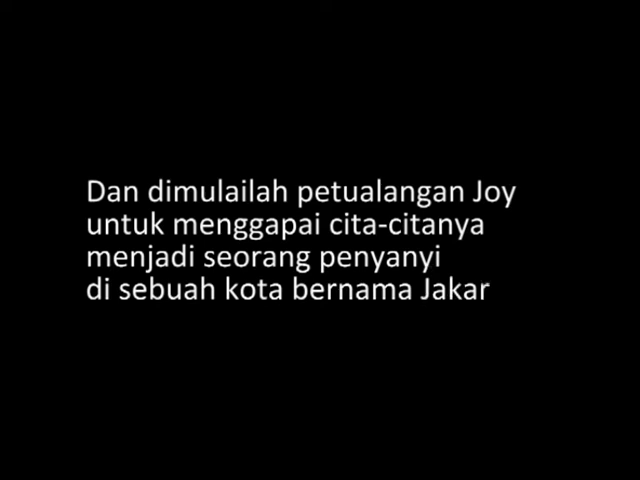 Dan dimulailah petualangan Joy
untuk menggapai cita-citanya
menjadi seorang penyanyi
di sebuah kota bernama Jakar